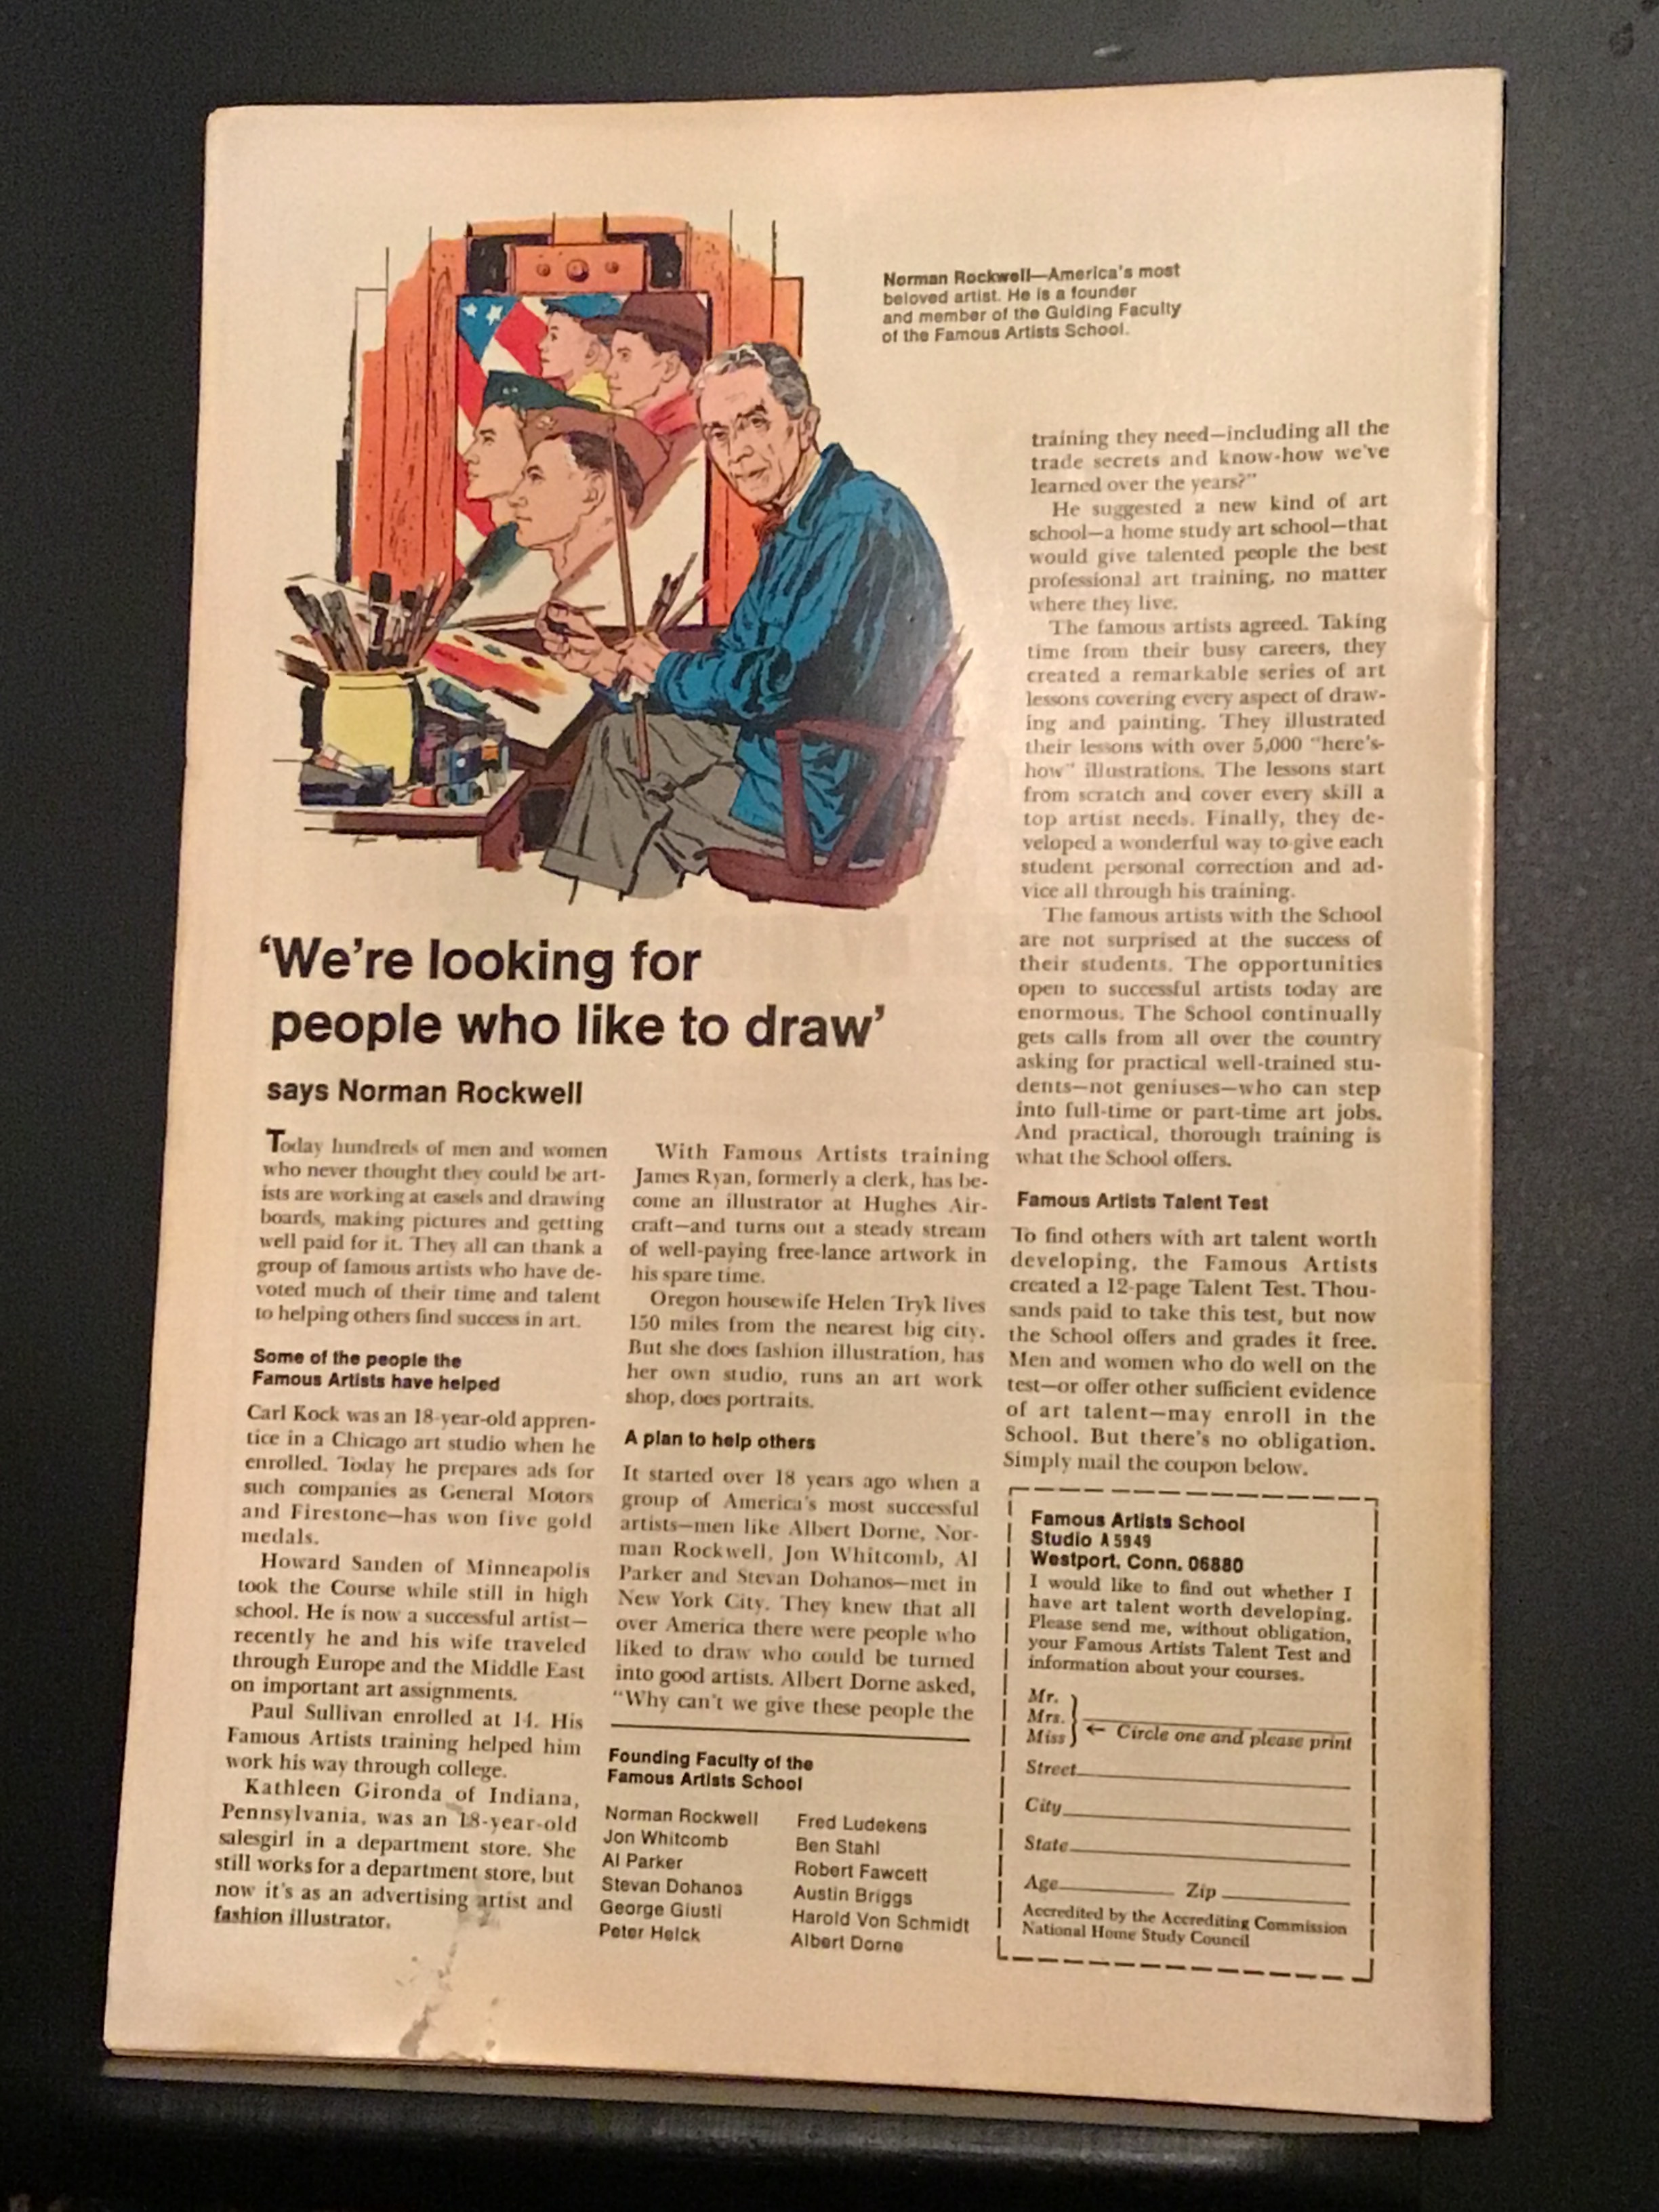 Norman Rockwell—America's most
beloved artist. He is a founder
and member of the Guiding Faculty
of the Famous Artists School.
'We're looking for
people who like to draw'
says Norman Rockwell
Today hundreds of men and women
who never thought they could be art-
ists are working at easels and drawing
boards, making pictures and getting
well paid for it. They all can thank a
group of famous artists who have de-
voted much of their time and talent
to helping others find success in art.
Some of the people the
Famous Artists have helped
Carl Kock was an 18-year-old appren-
tice in a Chicago art studio when he
enrolled. Today he prepares ads for
such companies as General Motors
and Firestone—has won five gold
medals.
Howard Sanden of Minneapolis
took the Course while still in high
school. He is now a successful artist—
recently he and his wife traveled
through Europe and the Middle East
on important art assignments.
Paul Sullivan enrolled at 14. His
Famous Artists training helped him
work his way through college.
Kathleen Gironda of Indiana,
Pennsylvania, was an 18-year-old
salesgirl in a department store. She
still works for a department store, but
now it's as an advertising artist and
fashion illustrator.
With Famous Artists training
James Ryan, formerly a clerk, has be-
come an illustrator at Hughes Air-
craft—and turns out a steady stream
of well-paying free-lance artwork in
his spare time.
Oregon housewife Helen Tryk lives
150 miles from the nearest big city.
But she does fashion illustration, has
her own studio, runs an art work
shop, does portraits.
A plan to help others
It started over 18 years ago when a
group of America's most successful
artists—men like Albert Dorne, Nor-
man Rockwell, Jon Whitcomb, Al
Parker and Stevan Dohanos—met in
New York City. They knew that all
over America there were people who
liked to draw who could be turned
into good artists. Albert Dorne asked,
"Why can't we give these people the
Founding Faculty of the
Famous Artists School
Norman Rockwell
Jon Whitcomb
Al Parker
Stevan Dohanos
George Giusti
Peter Helck
Fred Ludekens
Ben Stahl
Robert Fawcett
Austin Briggs
Harold Von Schmidt
Albert Dorne
training they need—including all the
trade secrets and know-how we've
learned over the years?"
He suggested a new kind of art
school—a home study art school—that
would give talented people the best
professional art training, no matter
where they live.
The famous artists agreed. Taking
time from their busy careers, they
created a remarkable series of art
lessons covering every aspect of draw-
ing and painting. They illustrated
their lessons with over 5,000 "here's-
how" illustrations. The lessons start
from scratch and cover every skill a
top artist needs. Finally, they de-
veloped a wonderful way to give each
student personal correction and ad-
vice all through his training.
The famous artists with the School
are not surprised at the success of
their students. The opportunities
open to successful artists today are
enormous. The School continually
gets calls from all over the country
asking for practical well-trained stu-
dents—not geniuses—who can step
into full-time or part-time art jobs.
And practical, thorough training is
what the School offers.
Famous Artists Talent Test
To find others with art talent worth
developing, the Famous Artists
created a 12-page Talent Test. Thou-
sands paid to take this test, but now
the School offers and grades it free.
Men and women who do well on the
test—or offer other sufficient evidence
of art talent—may enroll in the
School. But there's no obligation.
Simply mail the coupon below.
Famous Artists School
Studio A 5949
Westport, Conn. 06880
I would like to find out whether I
have art talent worth developing.
Please send me, without obligation,
your Famous Artists Talent Test and
information about your courses.
Mr.
Mrs.
Miss
← Circle one and please print
Street
City
State
Age Zip
Accredited by the Accrediting Commission
National Home Study Council